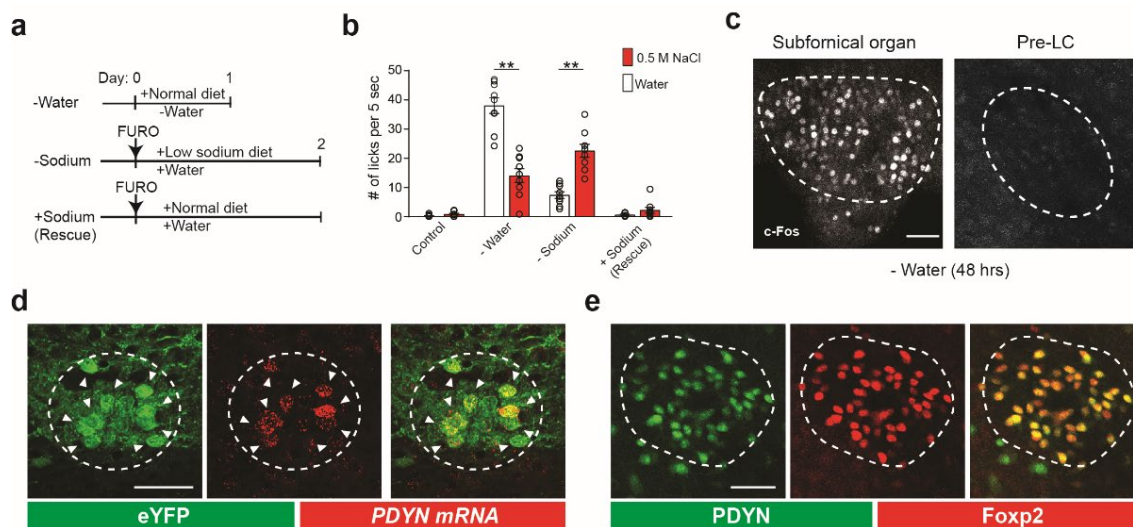 a
Day: 0 1
+Normal diet
-Water
-Water
FURO
2
+Low sodium diet
-Sodium
+Water
FURO
+Sodium
(Rescue)
+Normal diet
+Water
b
0.5 M NaCl
Water
# of licks per 5 sec
50
40
30
20
10
0
** **
Control
- Water
- Sodium
+ Sodium
(Rescue)
c
Subfornical organ Pre-LC
c-Fos
- Water (48 hrs)
d
eYFP PDYN mRNA
e
PDYN Foxp2